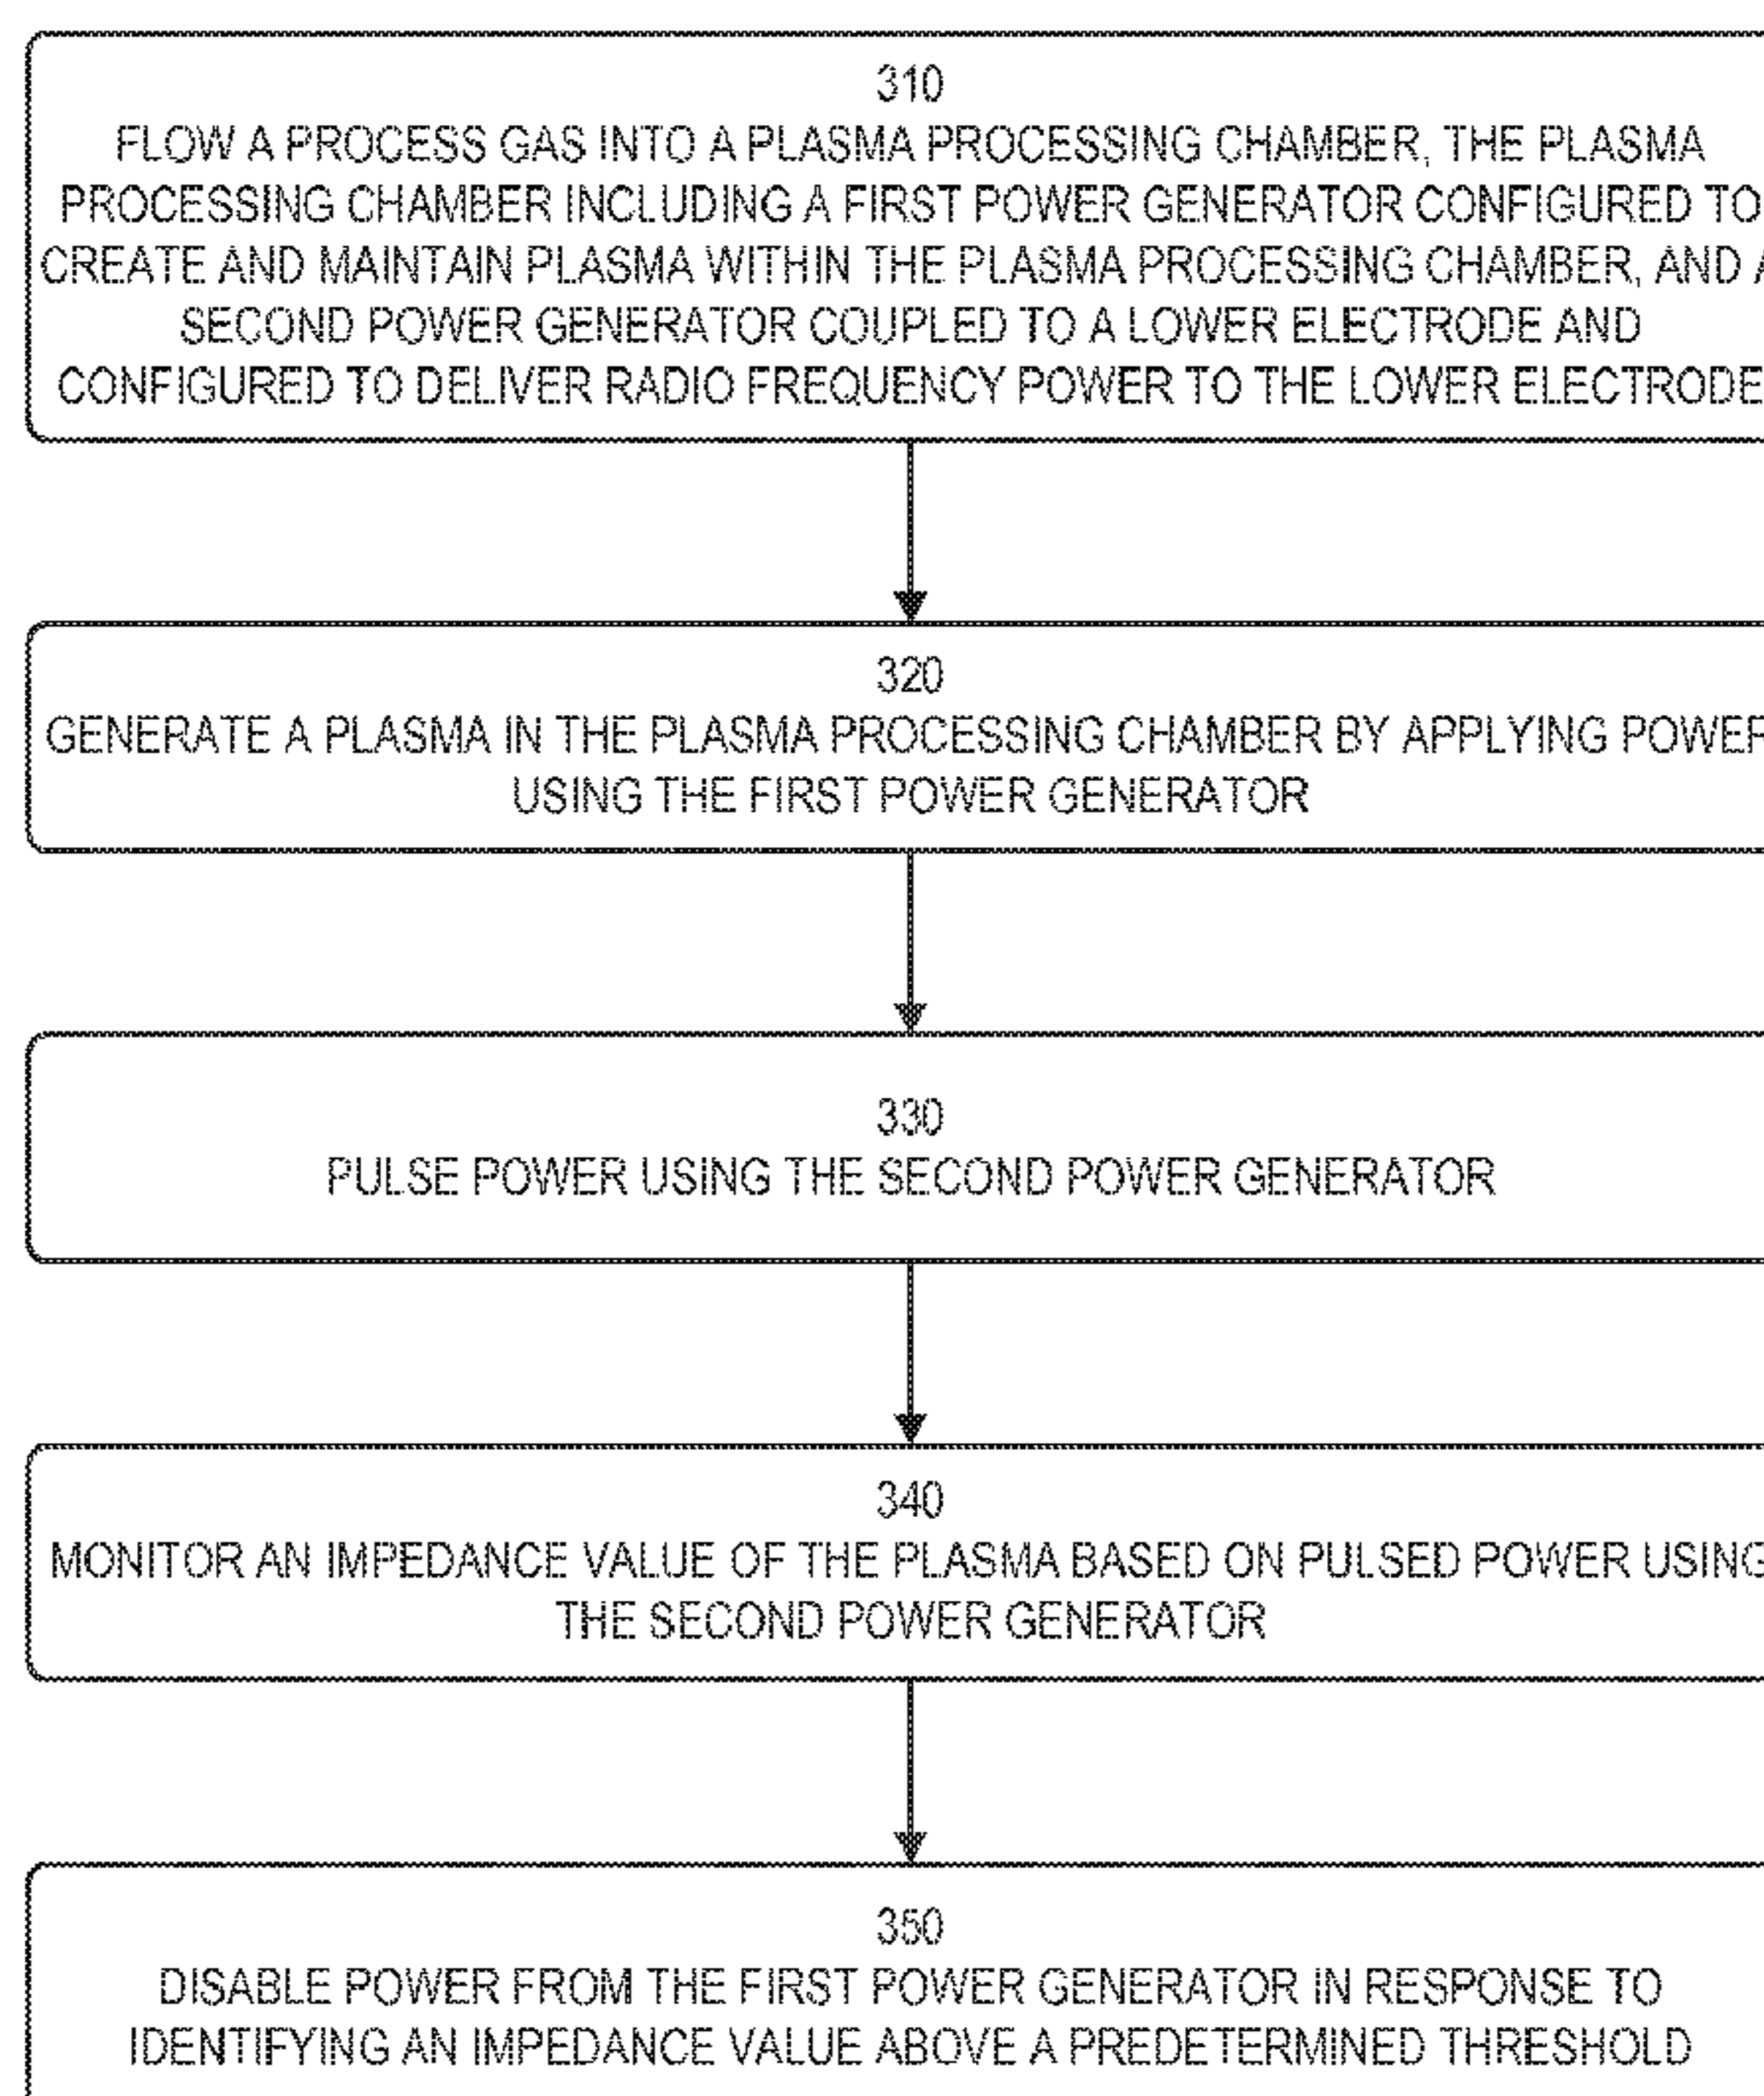 310
FLOW A PROCESS GAS INTO A PLASMA PROCESSING CHAMBER, THE PLASMA
PROCESSING CHAMBER INCLUDING A FIRST POWER GENERATOR CONFIGURED TO
CREATE AND MAINTAIN PLASMA WITHIN THE PLASMA PROCESSING CHAMBER, AND A
SECOND POWER GENERATOR COUPLED TO A LOWER ELECTRODE AND
CONFIGURED TO DELIVER RADIO FREQUENCY POWER TO THE LOWER ELECTRODE
320
GENERATE A PLASMA IN THE PLASMA PROCESSING CHAMBER BY APPLYING POWER
USING THE FIRST POWER GENERATOR
330
PULSE POWER USING THE SECOND POWER GENERATOR
340
MONITOR AN IMPEDANCE VALUE OF THE PLASMA BASED ON PULSED POWER USING
THE SECOND POWER GENERATOR
350
DISABLE POWER FROM THE FIRST POWER GENERATOR IN RESPONSE TO
IDENTIFYING AN IMPEDANCE VALUE ABOVE A PREDETERMINED THRESHOLD